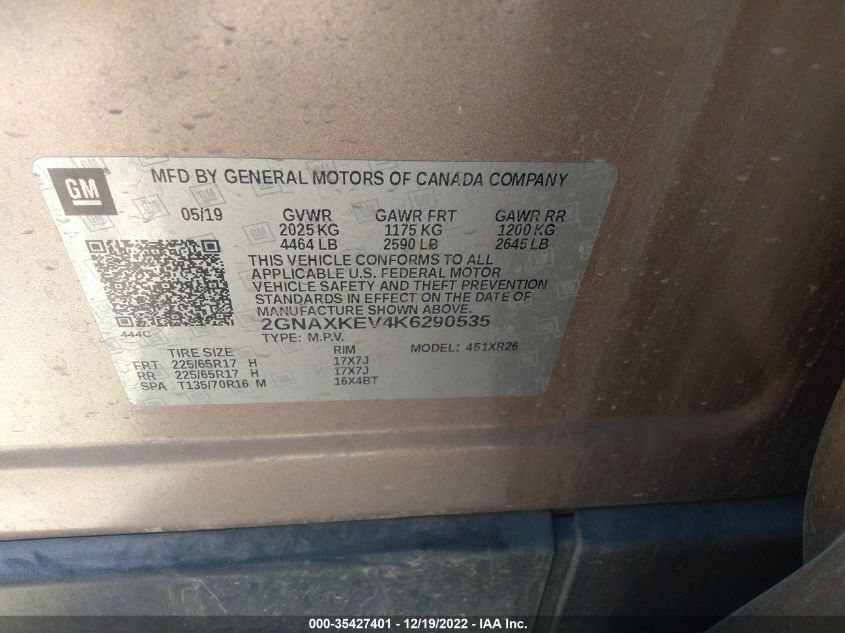 GM
MFD BY GENERAL MOTORS OF CANADA COMPANY
05/19 GVWR GAWR FRT GAWR RR
2025 KG 1175 KG 1200 KG
4464 LB 2590 LB 2645 LB
THIS VEHICLE CONFORMS TO ALL
APPLICABLE U.S. FEDERAL MOTOR
VEHICLE SAFETY AND THEFT PREVENTION
STANDARDS IN EFFECT ON THE DATE OF
MANUFACTURE SHOWN ABOVE.
444C 2GNAXKEV4K6290535
TYPE: M.P.V. MODEL: 451XR26
TIRE SIZE RIM
FRT 225/65R17 H 17X7J
RR 225/65R17 H 17X7J
SPA T135/70R16 M 16X4BT
000-35427401 - 12/19/2022 - IAA Inc.